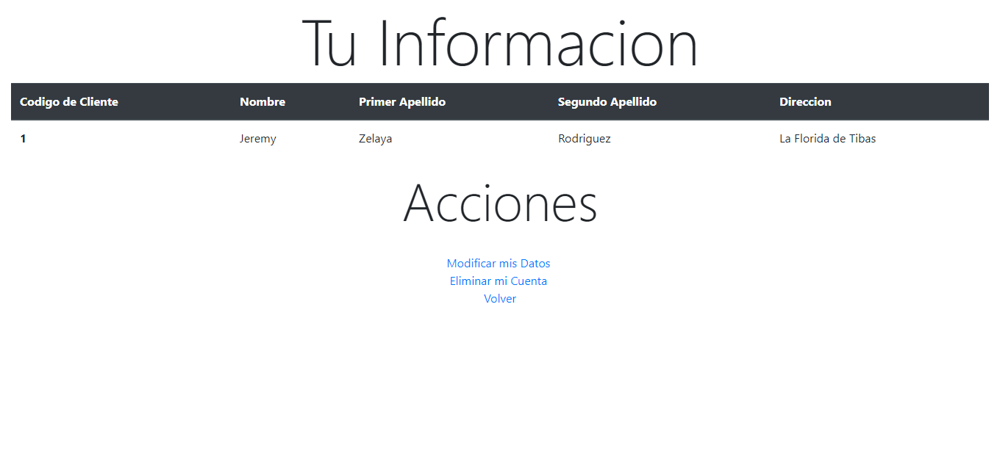 Tu Informacion
Codigo de Cliente Nombre Primer Apellido Segundo Apellido Direccion
1 Jeremy Zelaya Rodriguez La Florida de Tibas
Acciones
Modificar mis Datos
Eliminar mi Cuenta
Volver